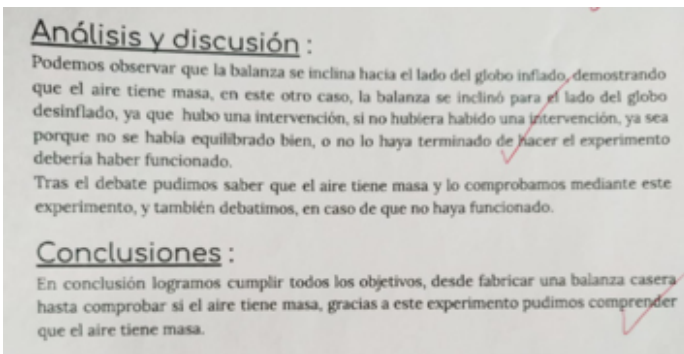 Análisis y discusión :
Podemos observar que la balanza se inclina hacia el lado del globo inflado, demostrando
que el aire tiene masa, en este otro caso, la balanza se inclinó para el lado del globo
desinflado, ya que hubo una intervención, si no hubiera habido una intervención, ya sea
porque no se había equilibrado bien, o no lo haya terminado de hacer el experimento
debería haber funcionado.
Tras el debate pudimos saber que el aire tiene masa y lo comprobamos mediante este
experimento, y también debatimos, en caso de que no haya funcionado.
Conclusiones :
En conclusión logramos cumplir todos los objetivos, desde fabricar una balanza casera
hasta comprobar si el aire tiene masa, gracias a este experimento pudimos comprender
que el aire tiene masa.